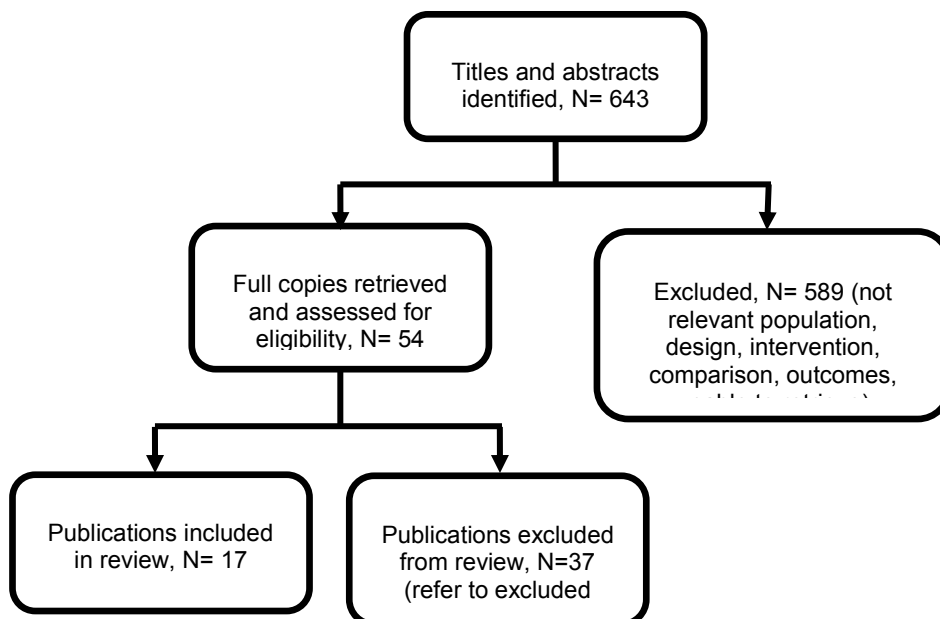 Titles and abstracts
identified, N= 643
Full copies retrieved
and assessed for
eligibility, N= 54
Excluded, N= 589 (not
relevant population,
design, intervention,
comparison, outcomes,
Publications included
in review, N= 17
Publications excluded
from review, N=37
(refer to excluded